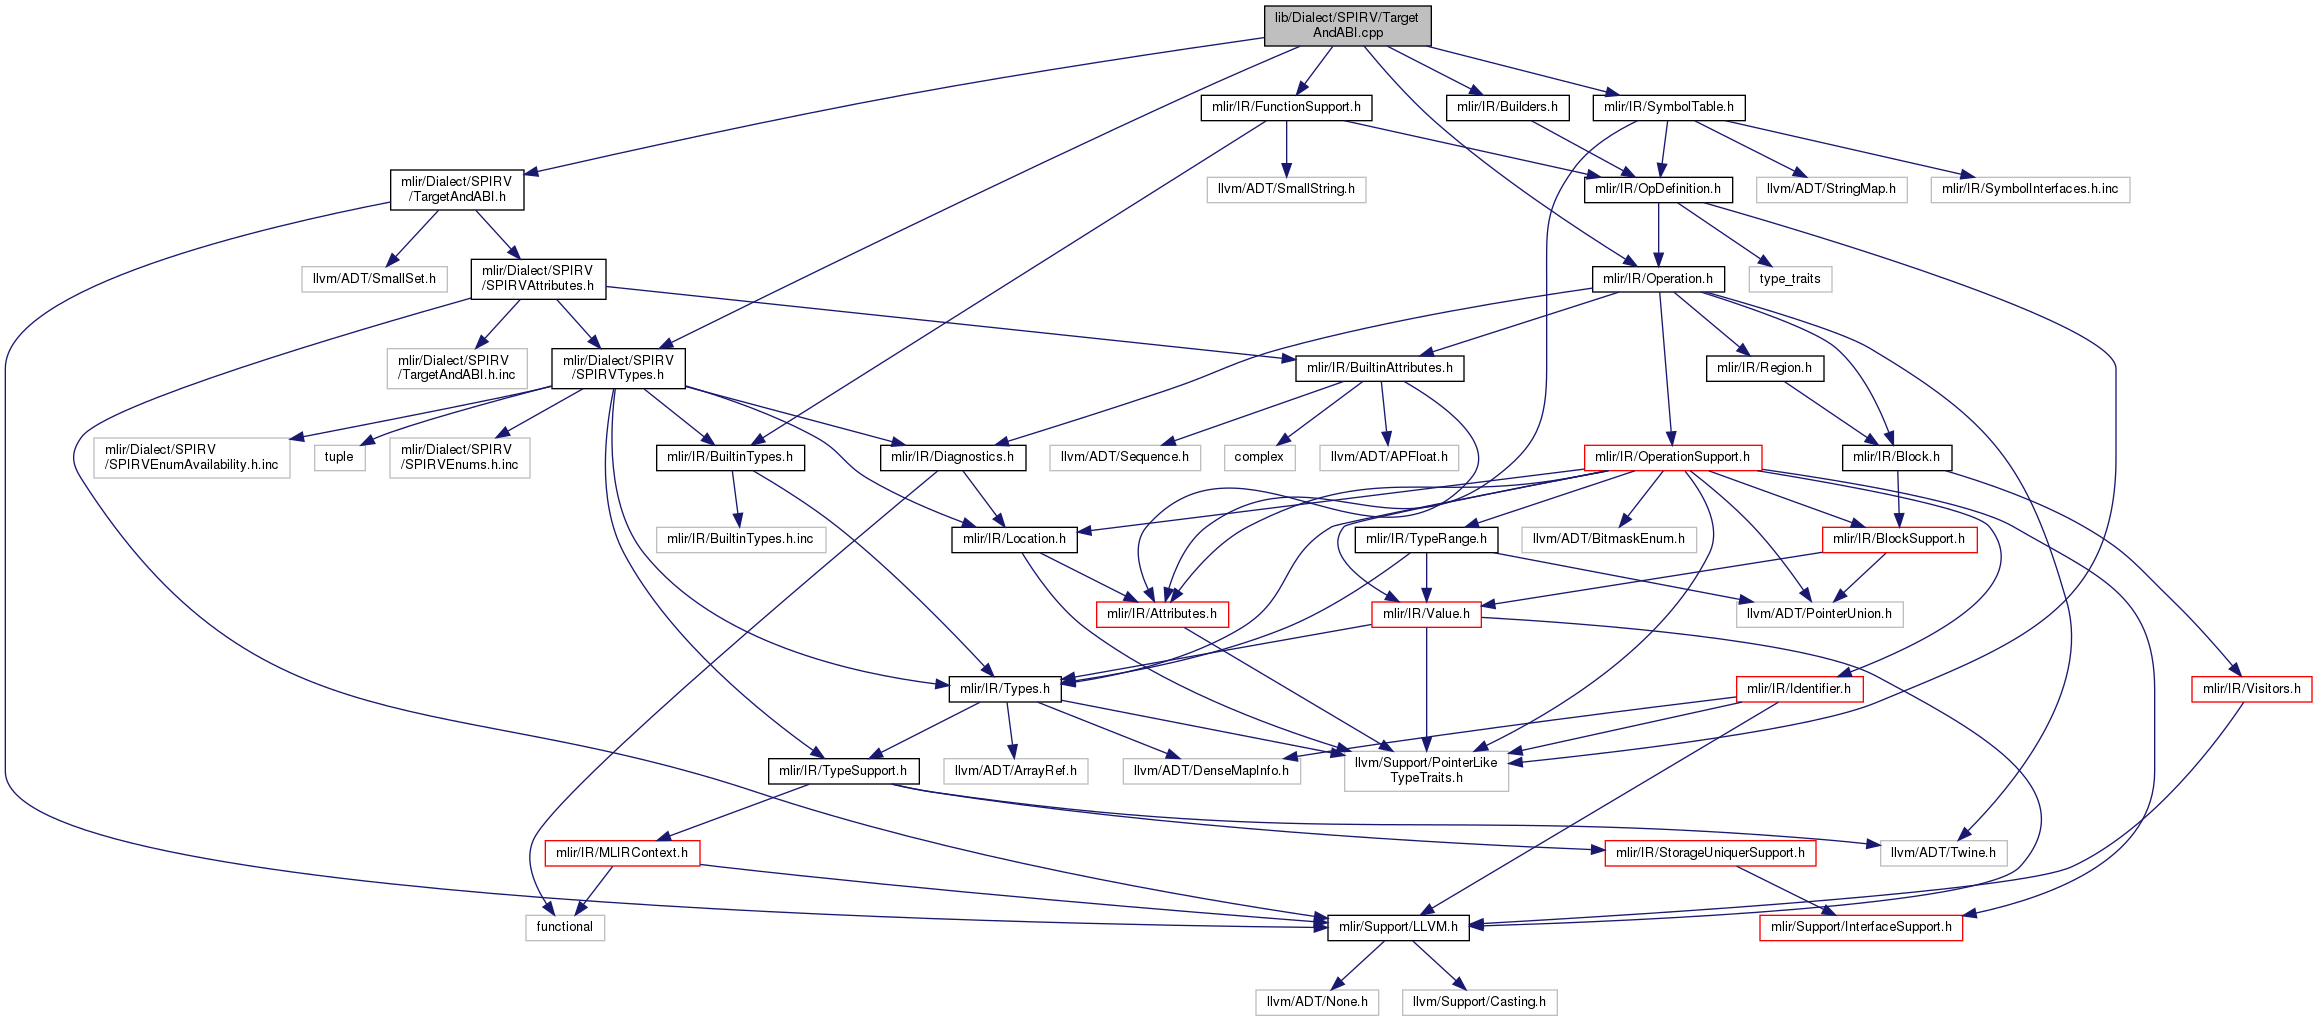 lib/Dialect/SPIRV/Target
AndABI.cpp
mlir/IR/FunctionSupport.h
mlir/IR/Builders.h
mlir/IR/SymbolTable.h
mlir/Dialect/SPIRV
/TargetAndABI.h
llvm/ADT/SmallString.h
mlir/IR/OpDefinition.h
llvm/ADT/StringMap.h
mlir/IR/SymbolInterfaces.h.inc
llvm/ADT/SmallSet.h
mlir/Dialect/SPIRV
/SPIRVAttributes.h
mlir/IR/Operation.h
type_traits
mlir/Dialect/SPIRV
/TargetAndABI.h.inc
mlir/Dialect/SPIRV
/SPIRVTypes.h
mlir/IR/BuiltinAttributes.h
mlir/IR/Region.h
mlir/Dialect/SPIRV
/SPIRVEnumAvailability.h.inc
tuple
mlir/Dialect/SPIRV
/SPIRVEnums.h.inc
mlir/IR/BuiltinTypes.h
mlir/IR/Diagnostics.h
llvm/ADT/Sequence.h
complex
llvm/ADT/APFloat.h
mlir/IR/OperationSupport.h
mlir/IR/Block.h
mlir/IR/BuiltinTypes.h.inc
mlir/IR/Location.h
mlir/IR/TypeRange.h
llvm/ADT/BitmaskEnum.h
mlir/IR/BlockSupport.h
mlir/IR/Attributes.h
mlir/IR/Value.h
llvm/ADT/PointerUnion.h
mlir/IR/Types.h
mlir/IR/Identifier.h
mlir/IR/Visitors.h
mlir/IR/TypeSupport.h
llvm/ADT/ArrayRef.h
llvm/ADT/DenseMapInfo.h
llvm/Support/PointerLike
TypeTraits.h
mlir/IR/MLIRContext.h
mlir/IR/StorageUniquerSupport.h
llvm/ADT/Twine.h
functional
mlir/Support/LLVM.h
mlir/Support/InterfaceSupport.h
llvm/ADT/None.h
llvm/Support/Casting.h